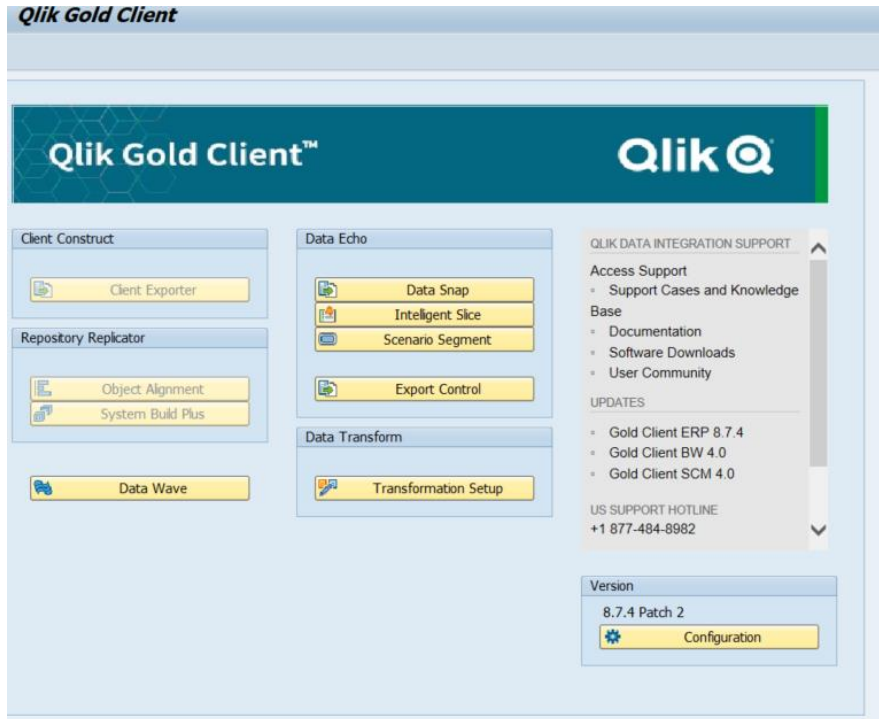 Qlik Gold Client
Qlik Gold Client™
Qlik
Client Construct
Client Exporter
Repository Replicator
Object Alignment
System Build Plus
Data Wave
Data Echo
Data Snap
Intelligent Slice
Scenario Segment
Export Control
Data Transform
Transformation Setup
QLIK DATA INTEGRATION SUPPORT
Access Support
Support Cases and Knowledge
Base
Documentation
Software Downloads
User Community
UPDATES
Gold Client ERP 8.7.4
Gold Client BW 4.0
Gold Client SCM 4.0
US SUPPORT HOTLINE
+1 877-484-8982
Version
8.7.4 Patch 2
Configuration